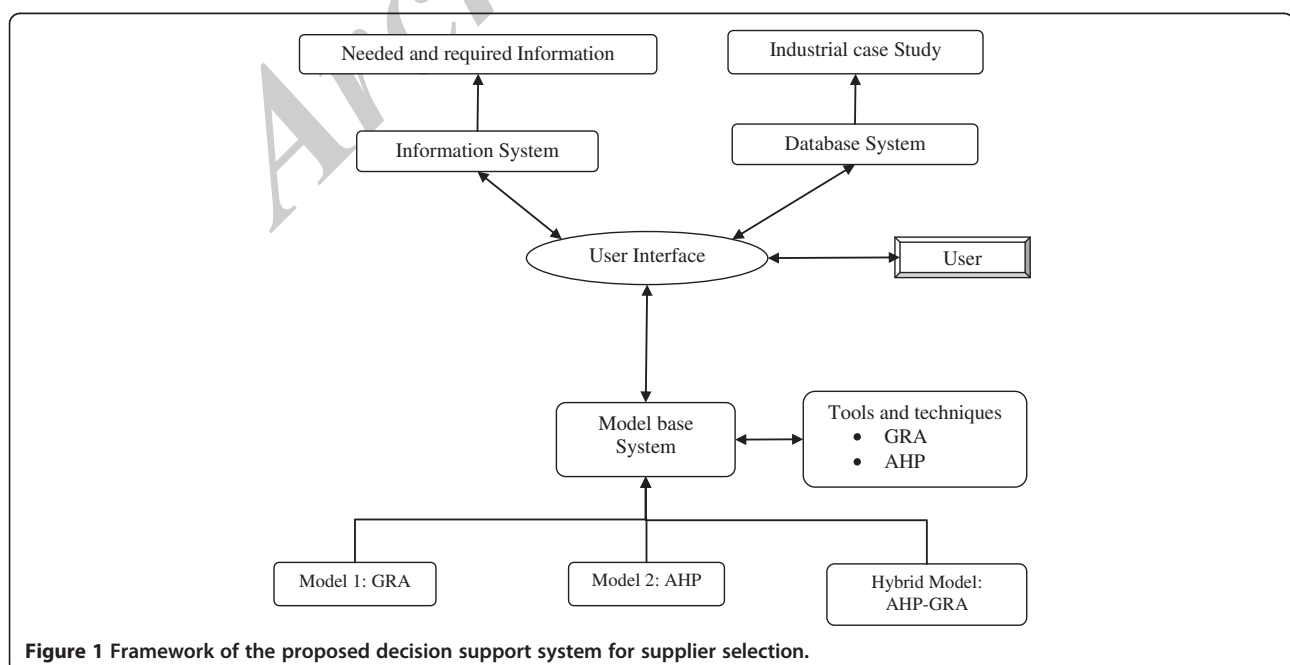 Needed and required Information
Industrial case Study
Information System
Database System
User Interface
User
Model base
System
Tools and techniques
• GRA
• AHP
Model 1: GRA
Model 2: AHP
Hybrid Model:
AHP-GRA
Figure 1 Framework of the proposed decision support system for supplier selection.